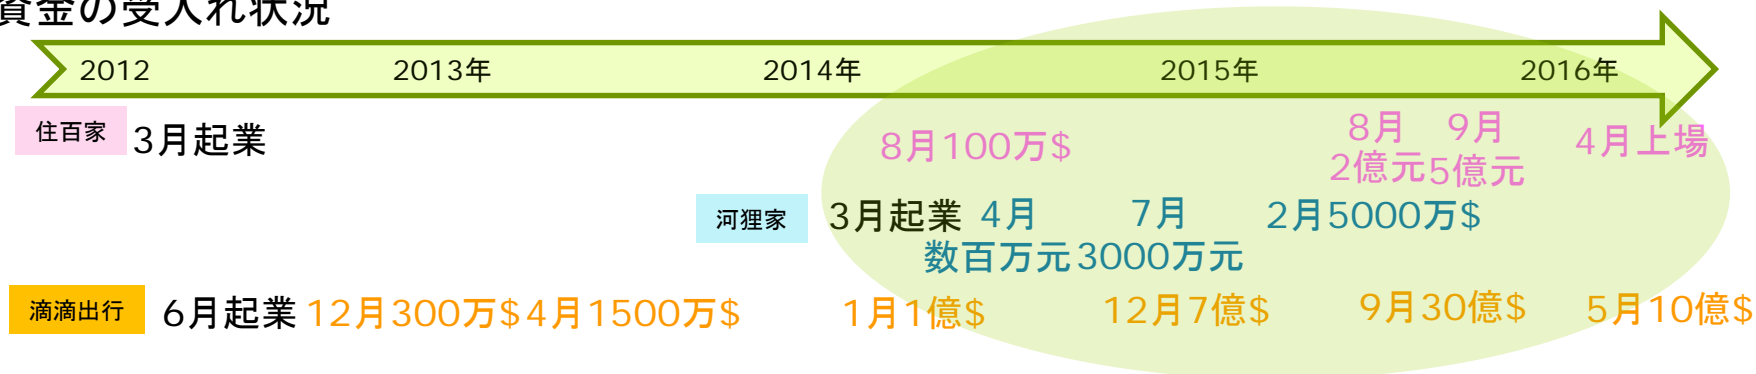 資金の受入れ状況
2012 2013年 2014年 2015年 2016年
住百家 3月起業 8月100万$ 8月 9月 4月上場
2億元 5億元
河狸家 3月起業 4月 7月 2月5000万$
数百万元 3000万元
滴滴出行 6月起業 12月300万$ 4月1500万$ 1月1億$ 12月7億$ 9月30億$ 5月10億$